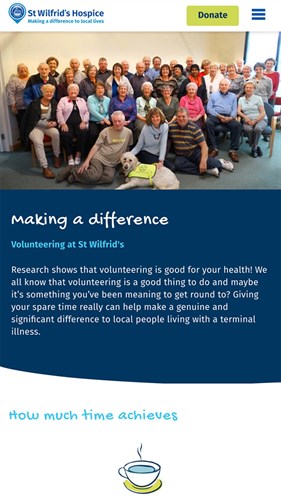 St Wilfrid's Hospice
Making a difference to local lives
Donate
Making a difference
Volunteering at St Wilfrid's
Research shows that volunteering is good for your health! We
all know that volunteering is a good thing to do and maybe
it's something you've been meaning to get round to? Giving
your spare time really can help make a genuine and
significant difference to local people living with a terminal
illness.
How much time achieves